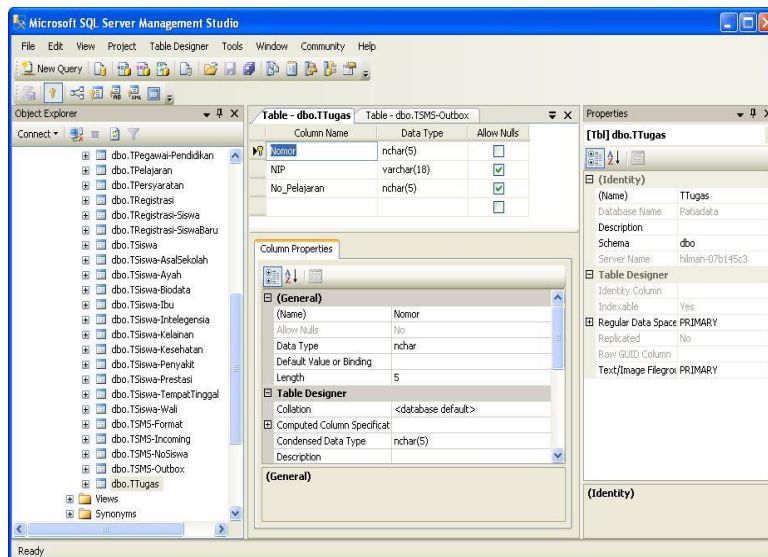 Microsoft SQL Server Management Studio
File Edit View Project Table Designer Tools Window Community Help
New Query
Object Explorer
Connect
dbo.TPegawai-Pendidikan
dbo.TPelajaran
dbo.TPersyaratan
dbo.TRegistrasi
dbo.TRegistrasi-Siswa
dbo.TRegistrasi-SiswaBaru
dbo.TSiswa
dbo.TSiswa-AsalSekolah
dbo.TSiswa-Ayah
dbo.TSiswa-Biodata
dbo.TSiswa-Ibu
dbo.TSiswa-Intelegensia
dbo.TSiswa-Kelainan
dbo.TSiswa-Kesehatan
dbo.TSiswa-Penyakit
dbo.TSiswa-Prestasi
dbo.TSiswa-TempatTinggal
dbo.TSiswa-Wali
dbo.TSMS-Format
dbo.TSMS-Incoming
dbo.TSMS-NoSiswa
dbo.TSMS-Outbox
dbo.TTugas
Views
Synonyms
Table - dbo.TTugas Table - dbo.TSMS-Outbox
Column Name Data Type Allow Nulls
Nomor nchar(5)
NIP varchar(18)
No_Pelajaran nchar(5)
Column Properties
(General)
(Name) Nomor
Allow Nulls No
Data Type nchar
Default Value or Binding
Length 5
Table Designer
Collation <database default>
Computed Column Specificat
Condensed Data Type nchar(5)
Description
(General)
Properties
[Tbl] dbo.TTugas
(Identity)
(Name) TTugas
Database Name Patiadata
Description
Schema dbo
Server Name hilman-07b145c3
Table Designer
Identity Column
Indexable Yes
Regular Data Space PRIMARY
Replicated No
Row GUID Column
Text/Image Filegrou PRIMARY
(Identity)
Ready